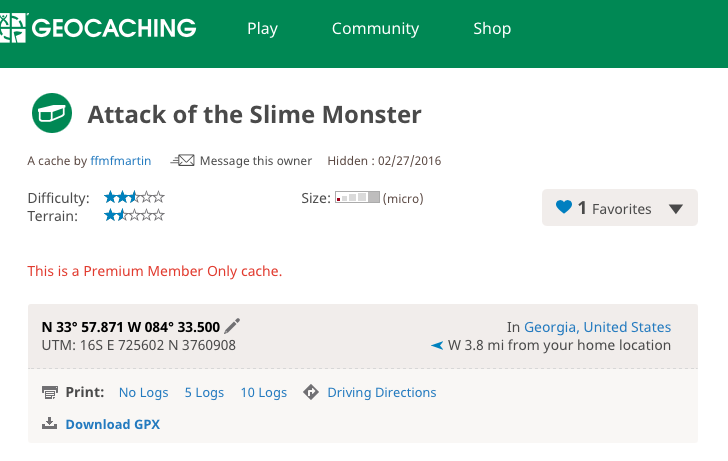 GEOCACHING Play Community Shop
Attack of the Slime Monster
A cache by ffmfmartin Message this owner Hidden : 02/27/2016
Difficulty: Size: (micro)
Terrain:
1 Favorites
This is a Premium Member Only cache.
N 33° 57.871 W 084° 33.500 In Georgia, United States
UTM: 16S E 725602 N 3760908 W 3.8 mi from your home location
Print: No Logs 5 Logs 10 Logs Driving Directions
Download GPX